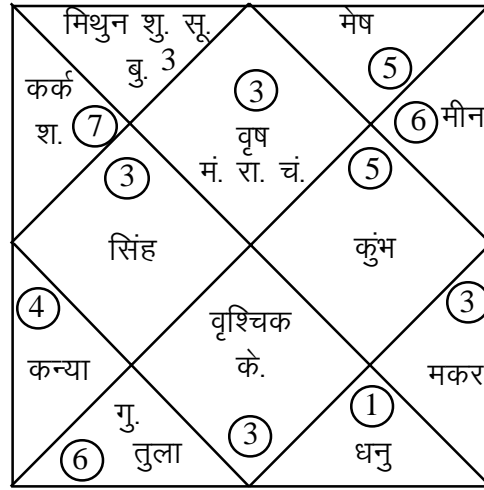 मिथुन शु. सू.
बु. 3
मेष
5
कर्क
श.
7
3
वृष
मं. रा. चं.
6 मीन
3
सिंह
5
कुंभ
4
कन्या
वृश्चिक
के.
3
3
मकर
गु.
तुला
6
1
धनु